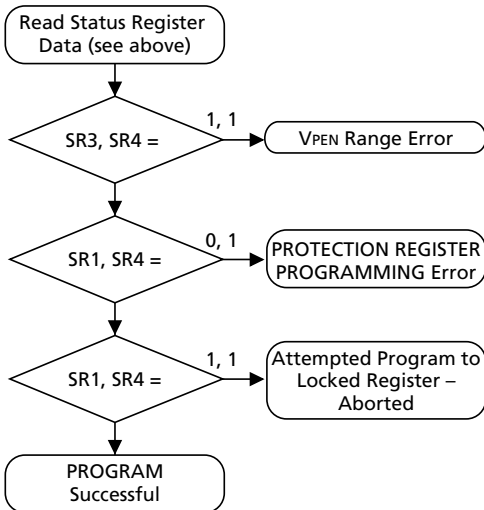 Read Status Register
Data (see above)
SR3, SR4 =
1, 1
VPEN Range Error
SR1, SR4 =
0, 1
PROTECTION REGISTER
PROGRAMMING Error
SR1, SR4 =
1, 1
Attempted Program to
Locked Register –
Aborted
PROGRAM
Successful